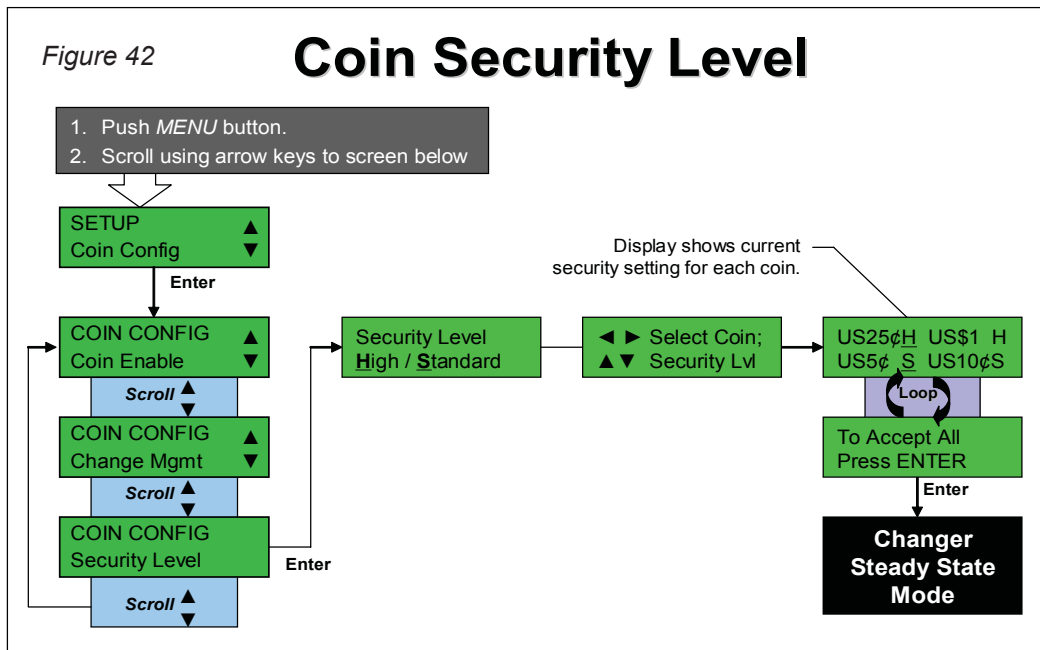 Figure 42
Coin Security Level
1. Push MENU button.
2. Scroll using arrow keys to screen below
SETUP ▲
Coin Config ▼
Enter
COIN CONFIG ▲
Coin Enable ▼
Scroll ▲
▼
COIN CONFIG ▲
Change Mgmt ▼
Scroll ▲
▼
COIN CONFIG
Security Level
Enter
Scroll ▲
▼
Security Level
High / Standard
◄ ► Select Coin;
▲▼ Security Lvl
Display shows current
security setting for each coin.
US25¢H US$1 H
US5¢ S US10¢S
Loop
To Accept All
Press ENTER
Enter
Changer
Steady State
Mode